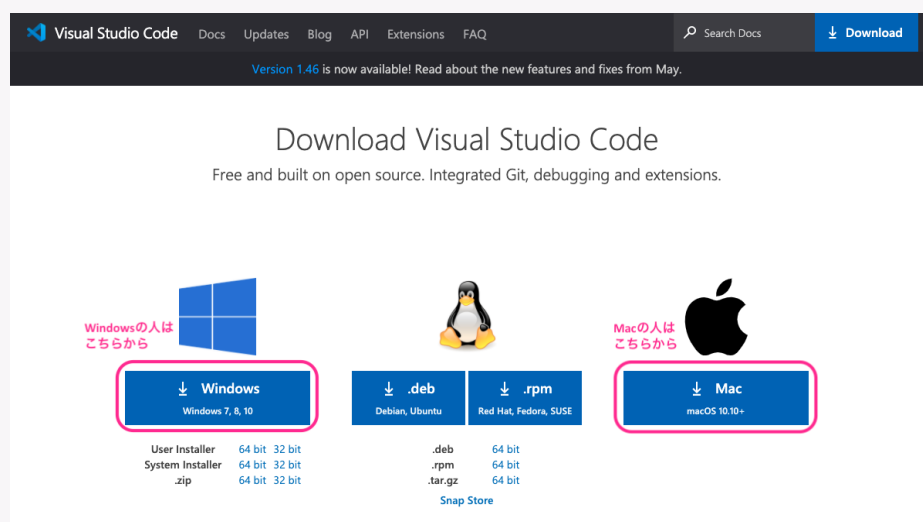 Visual Studio Code Docs Updates Blog API Extensions FAQ Search Docs Download
Version 1.46 is now available! Read about the new features and fixes from May.
Download Visual Studio Code
Free and built on open source. Integrated Git, debugging and extensions.
Windowsの人は
こちらから
Macの人は
こちらから
Windows
Windows 7, 8, 10
.deb
Debian, Ubuntu
.rpm
Red Hat, Fedora, SUSE
Mac
macOS 10.10+
User Installer 64 bit 32 bit
System Installer 64 bit 32 bit
.zip 64 bit 32 bit
.deb 64 bit
.rpm 64 bit
.tar.gz 64 bit
Snap Store